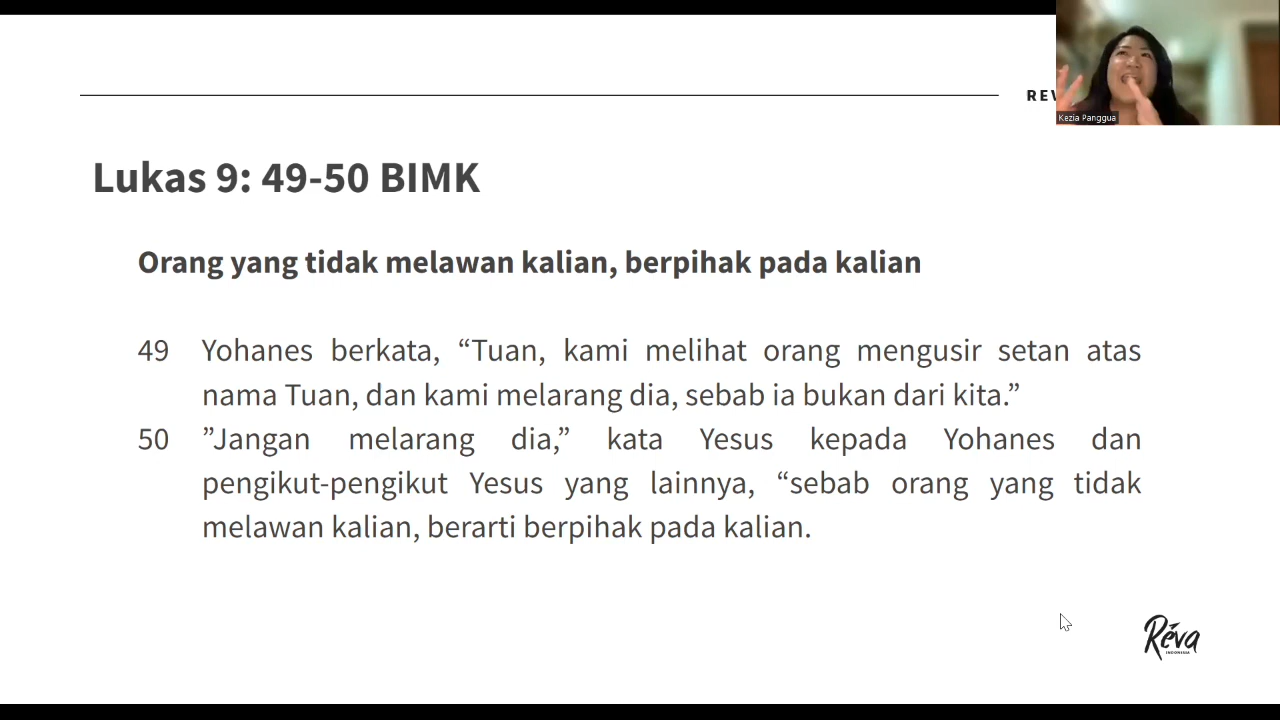 REV
Kezia Panggua
Lukas 9: 49-50 BIMK
Orang yang tidak melawan kalian, berpihak pada kalian
49 Yohanes berkata, “Tuan, kami melihat orang mengusir setan atas
nama Tuan, dan kami melarang dia, sebab ia bukan dari kita.”
50 ”Jangan melarang dia,” kata Yesus kepada Yohanes dan
pengikut-pengikut Yesus yang lainnya, “sebab orang yang tidak
melawan kalian, berarti berpihak pada kalian.
Réva
INDONESIA